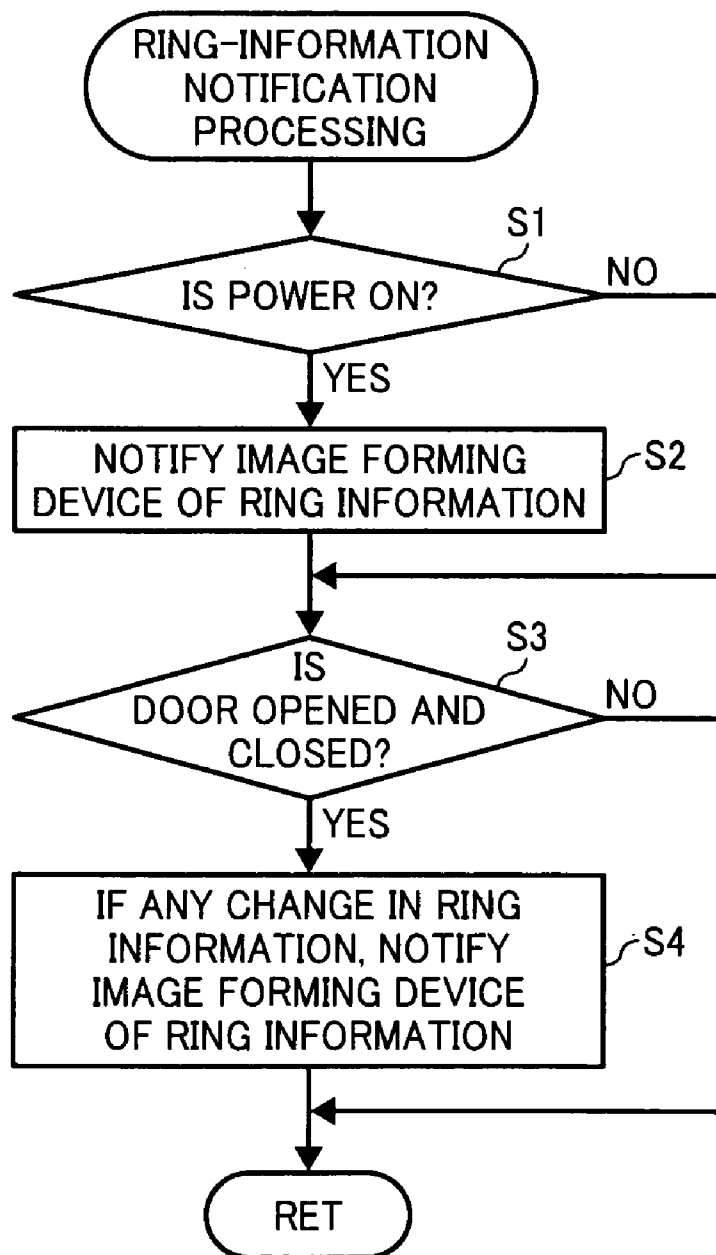 RING-INFORMATION
NOTIFICATION
PROCESSING
S1
IS POWER ON?
NO
YES
NOTIFY IMAGE FORMING
DEVICE OF RING INFORMATION
S2
S3
IS
DOOR OPENED AND
CLOSED?
NO
YES
IF ANY CHANGE IN RING
INFORMATION, NOTIFY
IMAGE FORMING DEVICE
OF RING INFORMATION
S4
RET